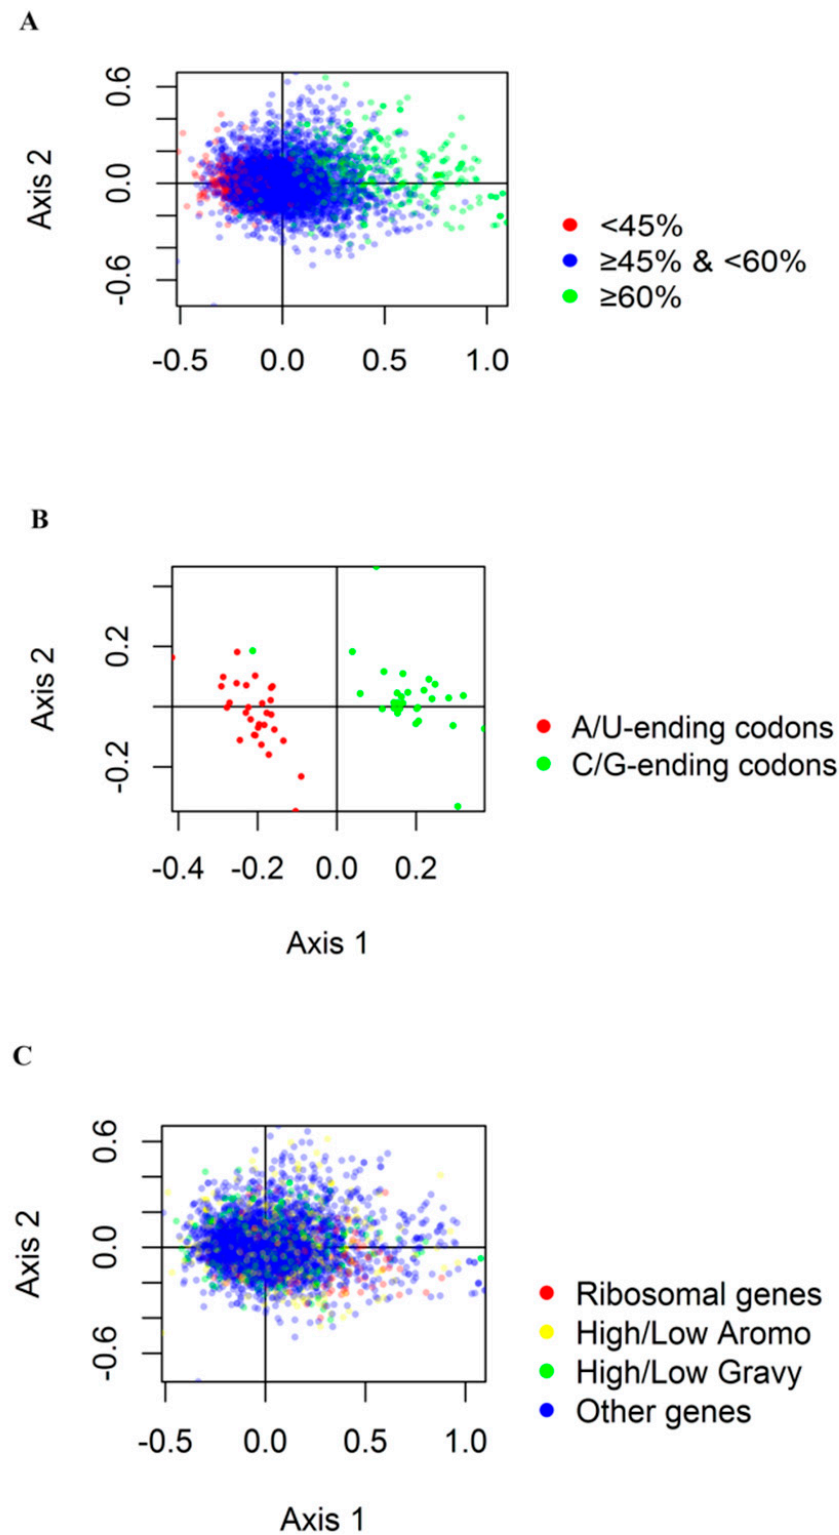 A
Axis 2
0.6
0.0
-0.6
-0.5 0.0 0.5 1.0
<45%
≥45% & <60%
≥60%
B
Axis 2
0.2
-0.2
-0.4 -0.2 0.0 0.2
Axis 1
A/U-ending codons
C/G-ending codons
C
Axis 2
0.6
0.0
-0.6
-0.5 0.0 0.5 1.0
Axis 1
Ribosomal genes
High/Low Aromo
High/Low Gravy
Other genes